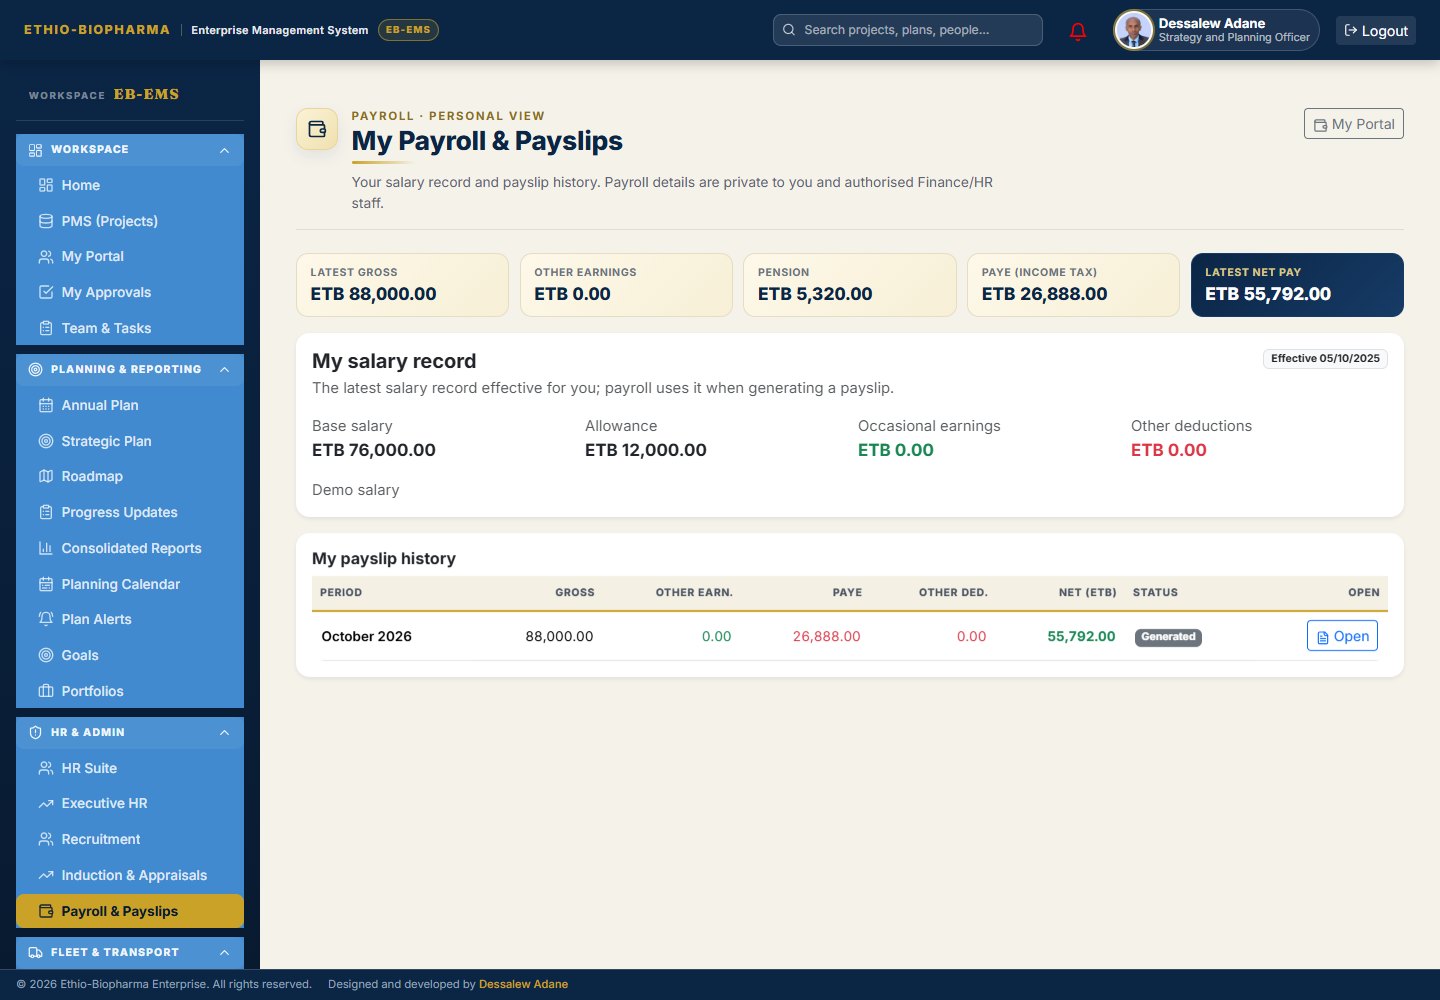 ETHIO-BIOPHARMA
Enterprise Management System
EB-EMS
Search projects, plans, people...
Dessalew Adane
Strategy and Planning Officer
Logout
WORKSPACE EB-EMS
WORKSPACE
Home
PMS (Projects)
My Portal
My Approvals
Team & Tasks
PLANNING & REPORTING
Annual Plan
Strategic Plan
Roadmap
Progress Updates
Consolidated Reports
Planning Calendar
Plan Alerts
Goals
Portfolios
HR & ADMIN
HR Suite
Executive HR
Recruitment
Induction & Appraisals
Payroll & Payslips
FLEET & TRANSPORT
PAYROLL · PERSONAL VIEW
My Payroll & Payslips
Your salary record and payslip history. Payroll details are private to you and authorised Finance/HR
staff.
My Portal
LATEST GROSS
ETB 88,000.00
OTHER EARNINGS
ETB 0.00
PENSION
ETB 5,320.00
PAYE (INCOME TAX)
ETB 26,888.00
LATEST NET PAY
ETB 55,792.00
My salary record
Effective 05/10/2025
The latest salary record effective for you; payroll uses it when generating a payslip.
Base salary
ETB 76,000.00
Allowance
ETB 12,000.00
Occasional earnings
ETB 0.00
Other deductions
ETB 0.00
Demo salary
My payslip history
PERIOD GROSS OTHER EARN. PAYE OTHER DED. NET (ETB) STATUS OPEN
October 2026 88,000.00 0.00 26,888.00 0.00 55,792.00 Generated Open
© 2026 Ethio-Biopharma Enterprise. All rights reserved. Designed and developed by Dessalew Adane